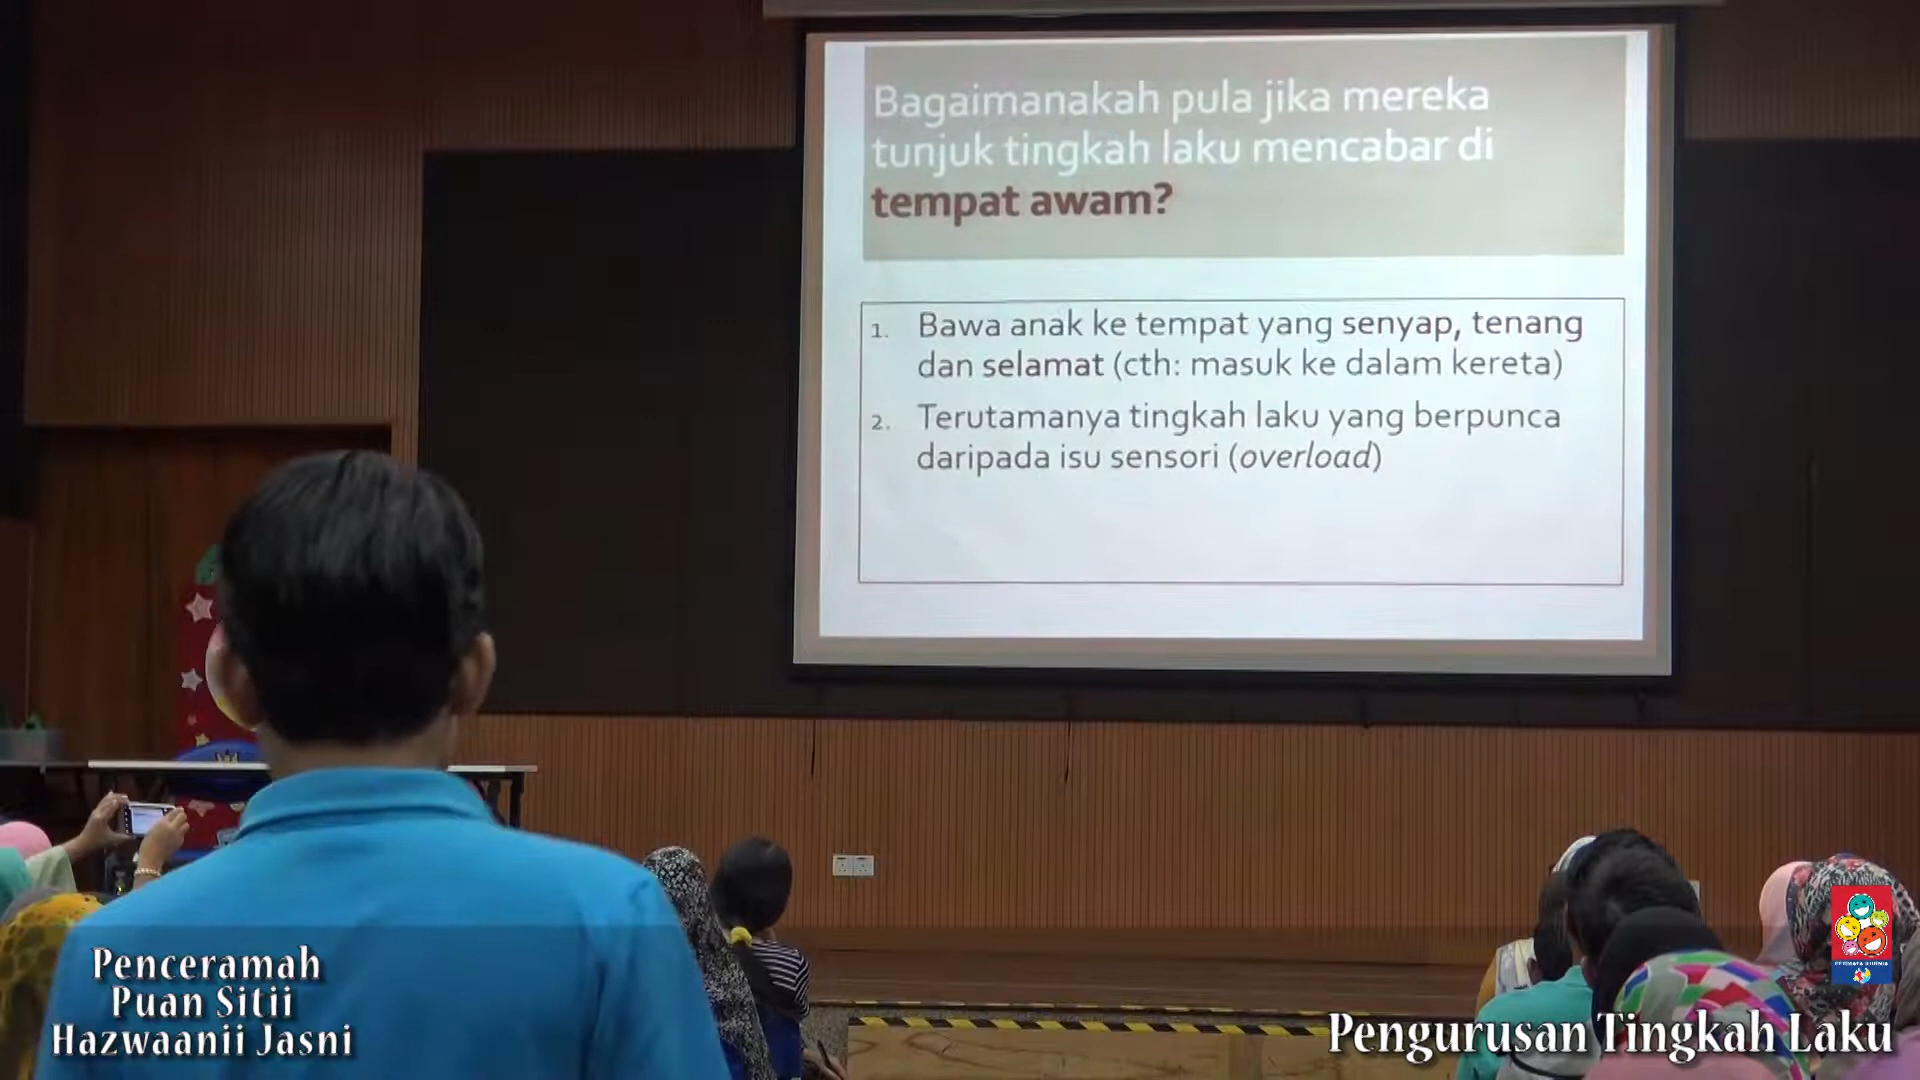 Bagaimanakah pula jika mereka
tunjuk tingkah laku mencabar di
tempat awam?
1. Bawa anak ke tempat yang senyap, tenang
dan selamat (cth: masuk ke dalam kereta)
2. Terutamanya tingkah laku yang berpunca
daripada isu sensori (overload)
Penceramah
Puan Sitii
Hazwaanii Jasni
Pengurusan Tingkah Laku